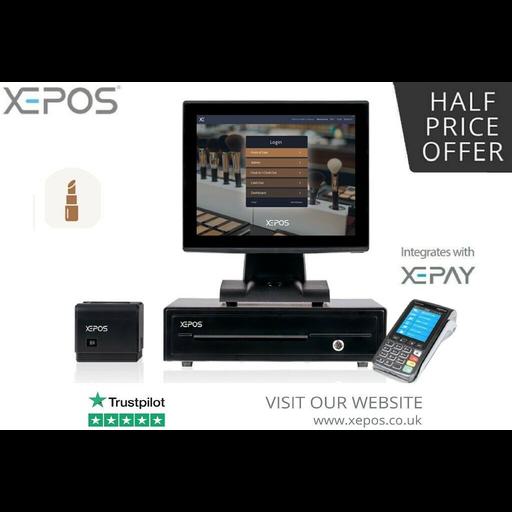 XEPOS®
HALF
PRICE
OFFER
Login
XEPOS
Integrates with
XEPAY
XEPOS
XEPOS
Trustpilot
VISIT OUR WEBSITE
www.xepos.co.uk